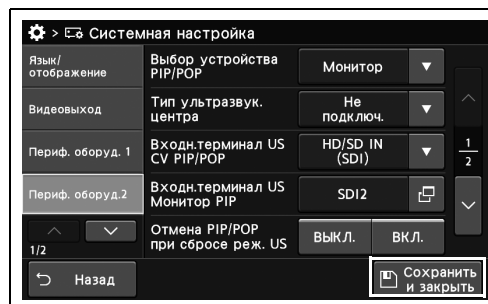 > Системная настройка
Язык/
отображение
Видеовыход
Периф. оборуд. 1
Периф. оборуд.2
1/2
Выбор устройства
PIP/POP
Монитор
Тип ультразвук.
центра
Не
подключ.
Входн.терминал US
CV PIP/POP
HD/SD IN
(SDI)
Входн.терминал US
Монитор PIP
SDI2
Отмена PIP/POP
при сбросе реж. US
ВЫКЛ.
ВКЛ.
1
2
Назад
Сохранить
и закрыть